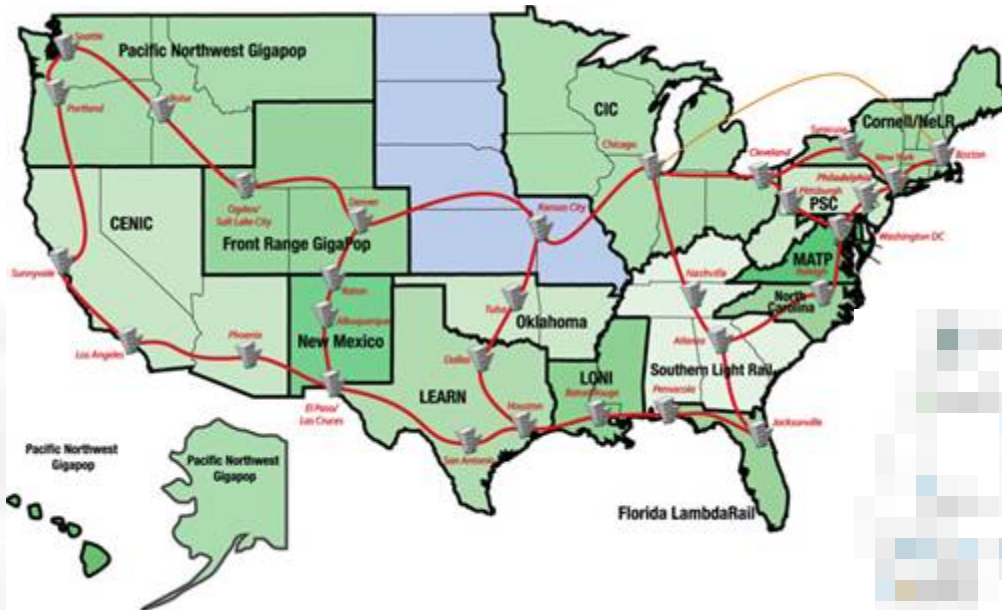 Seattle
Pacific Northwest Gigapop
Portland
Boise
CIC
Cornell/NeLR
Chicago
Syracuse
Cleveland
New York
Boston
Philadelphia
Pittsburgh
PSC
Ogden/
Salt Lake City
Denver
Kansas City
CENIC
Front Range GigaPop
Washington DC
MATP
Raleigh
Sunnyvale
Raton
Nashville
North
Carolina
Tulsa
Albuquerque
Oklahoma
Phoenix
New Mexico
Los Angeles
Atlanta
Dallas
LONI
Southern Light Rail
Baton Rouge
Pensacola
LEARN
El Paso/
Las Cruces
Houston
Jacksonville
San Antonio
Pacific Northwest
Gigapop
Pacific Northwest
Gigapop
Florida LambdaRail